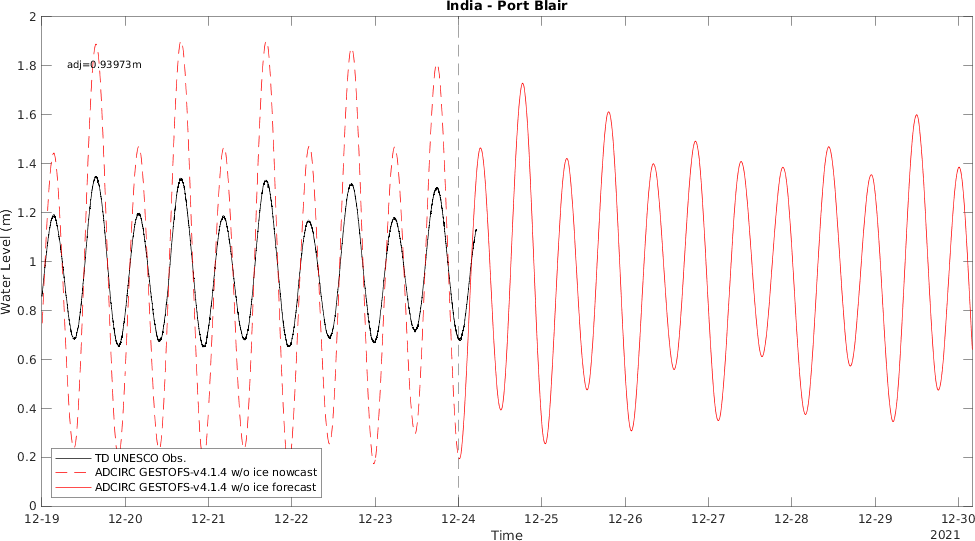 India - Port Blair
adj=0.93973m
2
1.8
1.6
1.4
1.2
1
0.8
0.6
0.4
0.2
0
Water Level (m)
TD UNESCO Obs.
ADCIRC GESTOFS-v4.1.4 w/o ice nowcast
ADCIRC GESTOFS-v4.1.4 w/o ice forecast
12-19 12-20 12-21 12-22 12-23 12-24 12-25 12-26 12-27 12-28 12-29 12-30
Time
2021